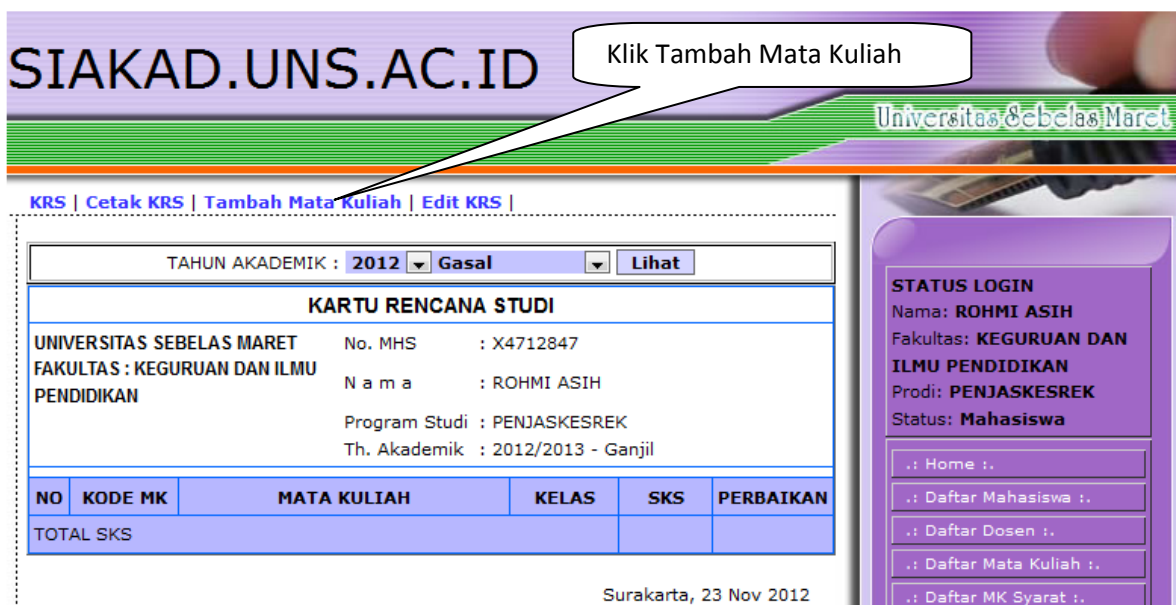 SIAKAD.UNS.AC.ID
Klik Tambah Mata Kuliah
Universitas Sebelas Maret
KRS | Cetak KRS | Tambah Mata Kuliah | Edit KRS |
TAHUN AKADEMIK : 2012 Gasal Lihat
KARTU RENCANA STUDI
UNIVERSITAS SEBELAS MARET
FAKULTAS : KEGURUAN DAN ILMU
PENDIDIKAN
No. MHS : X4712847
N a m a : ROHMI ASIH
Program Studi : PENJASKESREK
Th. Akademik : 2012/2013 - Ganjil
NO KODE MK MATA KULIAH KELAS SKS PERBAIKAN
TOTAL SKS
Surakarta, 23 Nov 2012
STATUS LOGIN
Nama: ROHMI ASIH
Fakultas: KEGURUAN DAN
ILMU PENDIDIKAN
Prodi: PENJASKESREK
Status: Mahasiswa
.: Home :.
.: Daftar Mahasiswa :.
.: Daftar Dosen :.
.: Daftar Mata Kuliah :.
.: Daftar MK Syarat :.